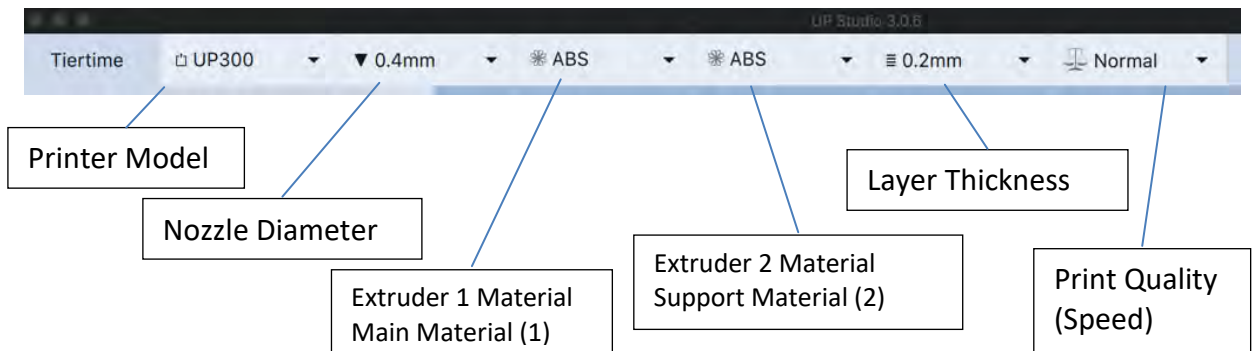 UP Studio 3.0.6
Tiertime UP300 0.4mm ABS ABS 0.2mm Normal
Printer Model
Layer Thickness
Nozzle Diameter
Extruder 1 Material
Main Material (1)
Extruder 2 Material
Support Material (2)
Print Quality
(Speed)